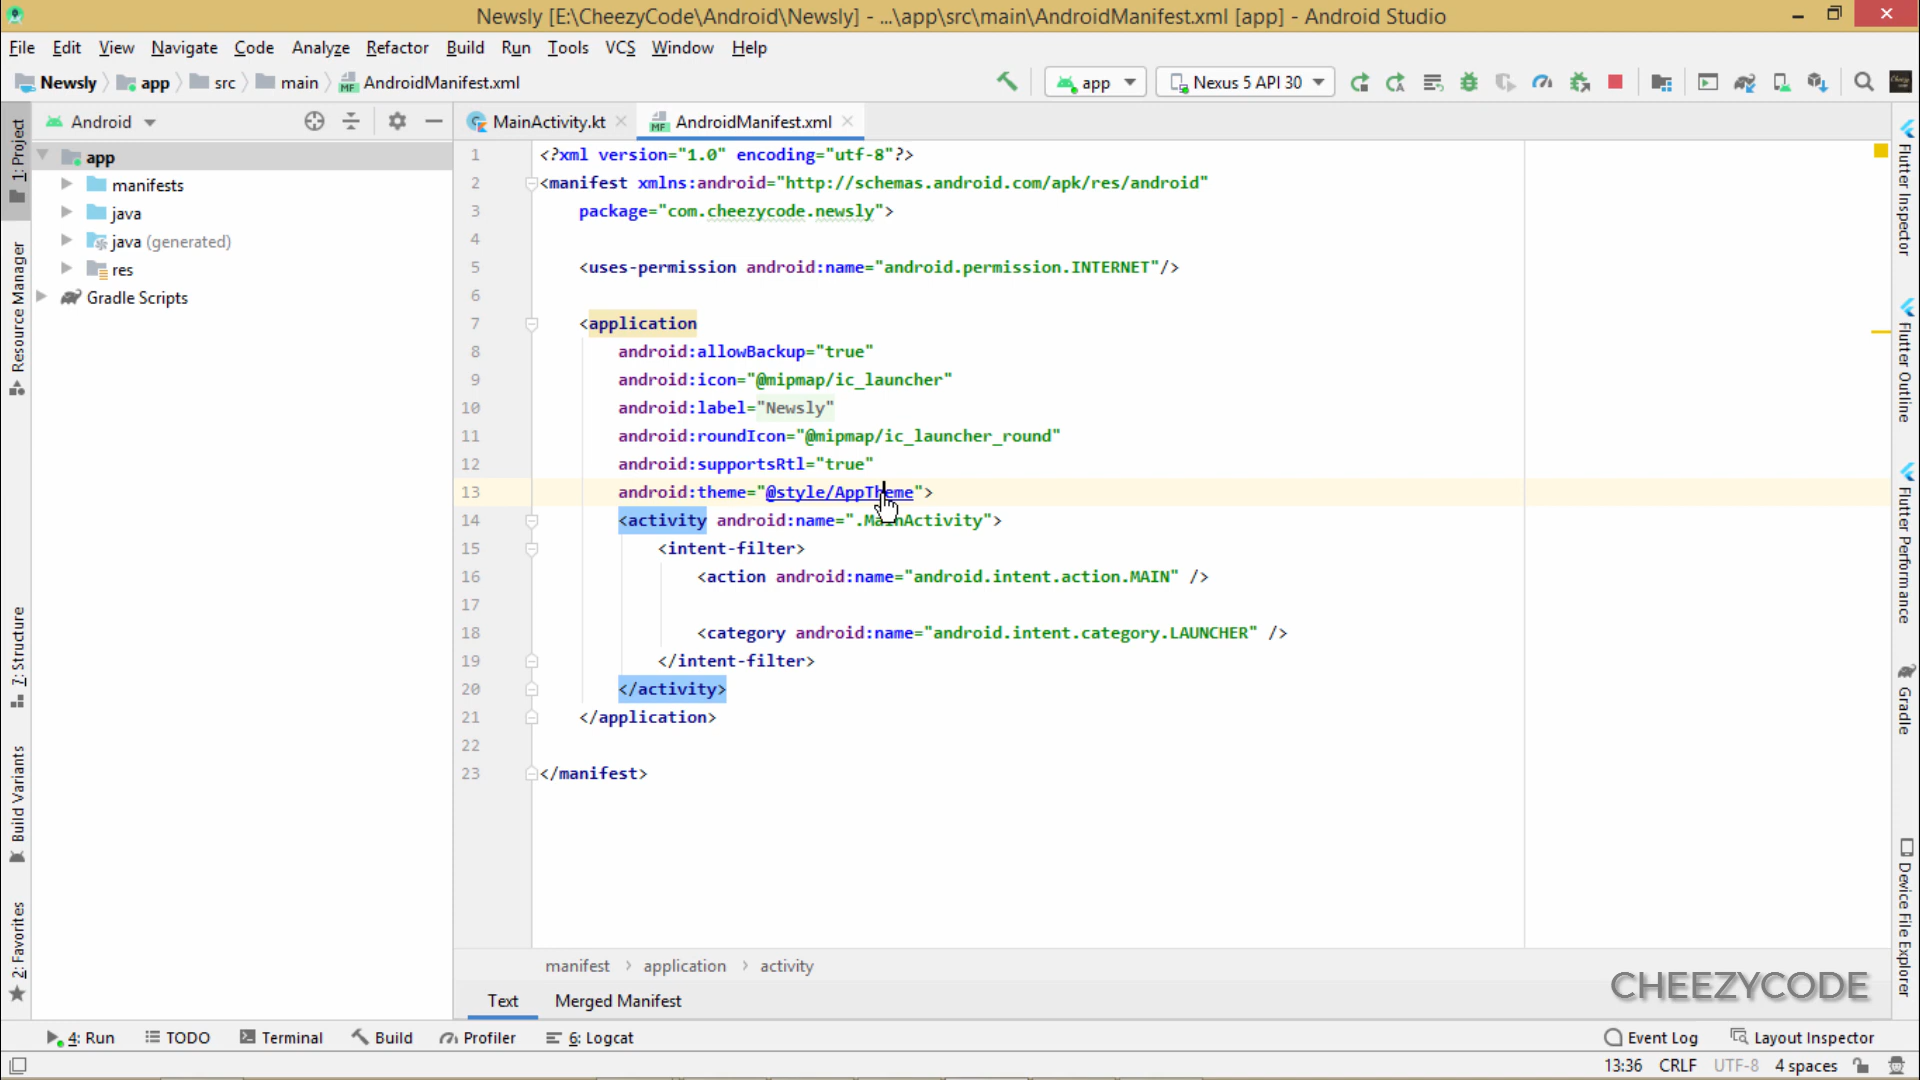 Newsly [E:\CheezyCode\Android\Newsly] - ...\app\src\main\AndroidManifest.xml [app] - Android Studio
File Edit View Navigate Code Analyze Refactor Build Run Tools VCS Window Help
Newsly app src main AndroidManifest.xml app Nexus 5 API 30
Android MainActivity.kt AndroidManifest.xml
app
manifests
java
java (generated)
res
Gradle Scripts
1: Project
Resource Manager
7: Structure
Build Variants
2: Favorites
1 <?xml version="1.0" encoding="utf-8"?>
2 <manifest xmlns:android="http://schemas.android.com/apk/res/android"
3 package="com.cheezycode.newsly">
4
5 <uses-permission android:name="android.permission.INTERNET"/>
6
7 <application
8 android:allowBackup="true"
9 android:icon="@mipmap/ic_launcher"
10 android:label="Newsly"
11 android:roundIcon="@mipmap/ic_launcher_round"
12 android:supportsRtl="true"
13 android:theme="@style/AppTheme">
14 <activity android:name=".MainActivity">
15 <intent-filter>
16 <action android:name="android.intent.action.MAIN" />
17
18 <category android:name="android.intent.category.LAUNCHER" />
19 </intent-filter>
20 </activity>
21 </application>
22
23 </manifest>
Flutter Inspector
Flutter Outline
Flutter Performance
Gradle
Device File Explorer
manifest > application > activity
CHEEZYCODE
Text Merged Manifest
4: Run TODO Terminal Build Profiler 6: Logcat Event Log Layout Inspector
13:36 CRLF UTF-8 4 spaces